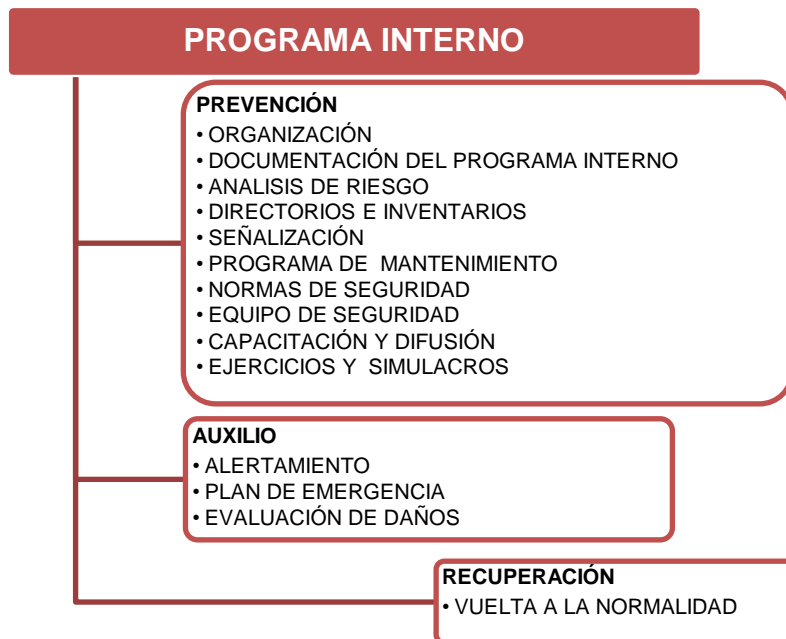 PROGRAMA INTERNO
PREVENCIÓN
• ORGANIZACIÓN
• DOCUMENTACIÓN DEL PROGRAMA INTERNO
• ANALISIS DE RIESGO
• DIRECTORIOS E INVENTARIOS
• SEÑALIZACIÓN
• PROGRAMA DE MANTENIMIENTO
• NORMAS DE SEGURIDAD
• EQUIPO DE SEGURIDAD
• CAPACITACIÓN Y DIFUSIÓN
• EJERCICIOS Y SIMULACROS
AUXILIO
• ALERTAMIENTO
• PLAN DE EMERGENCIA
• EVALUACIÓN DE DAÑOS
RECUPERACIÓN
• VUELTA A LA NORMALIDAD